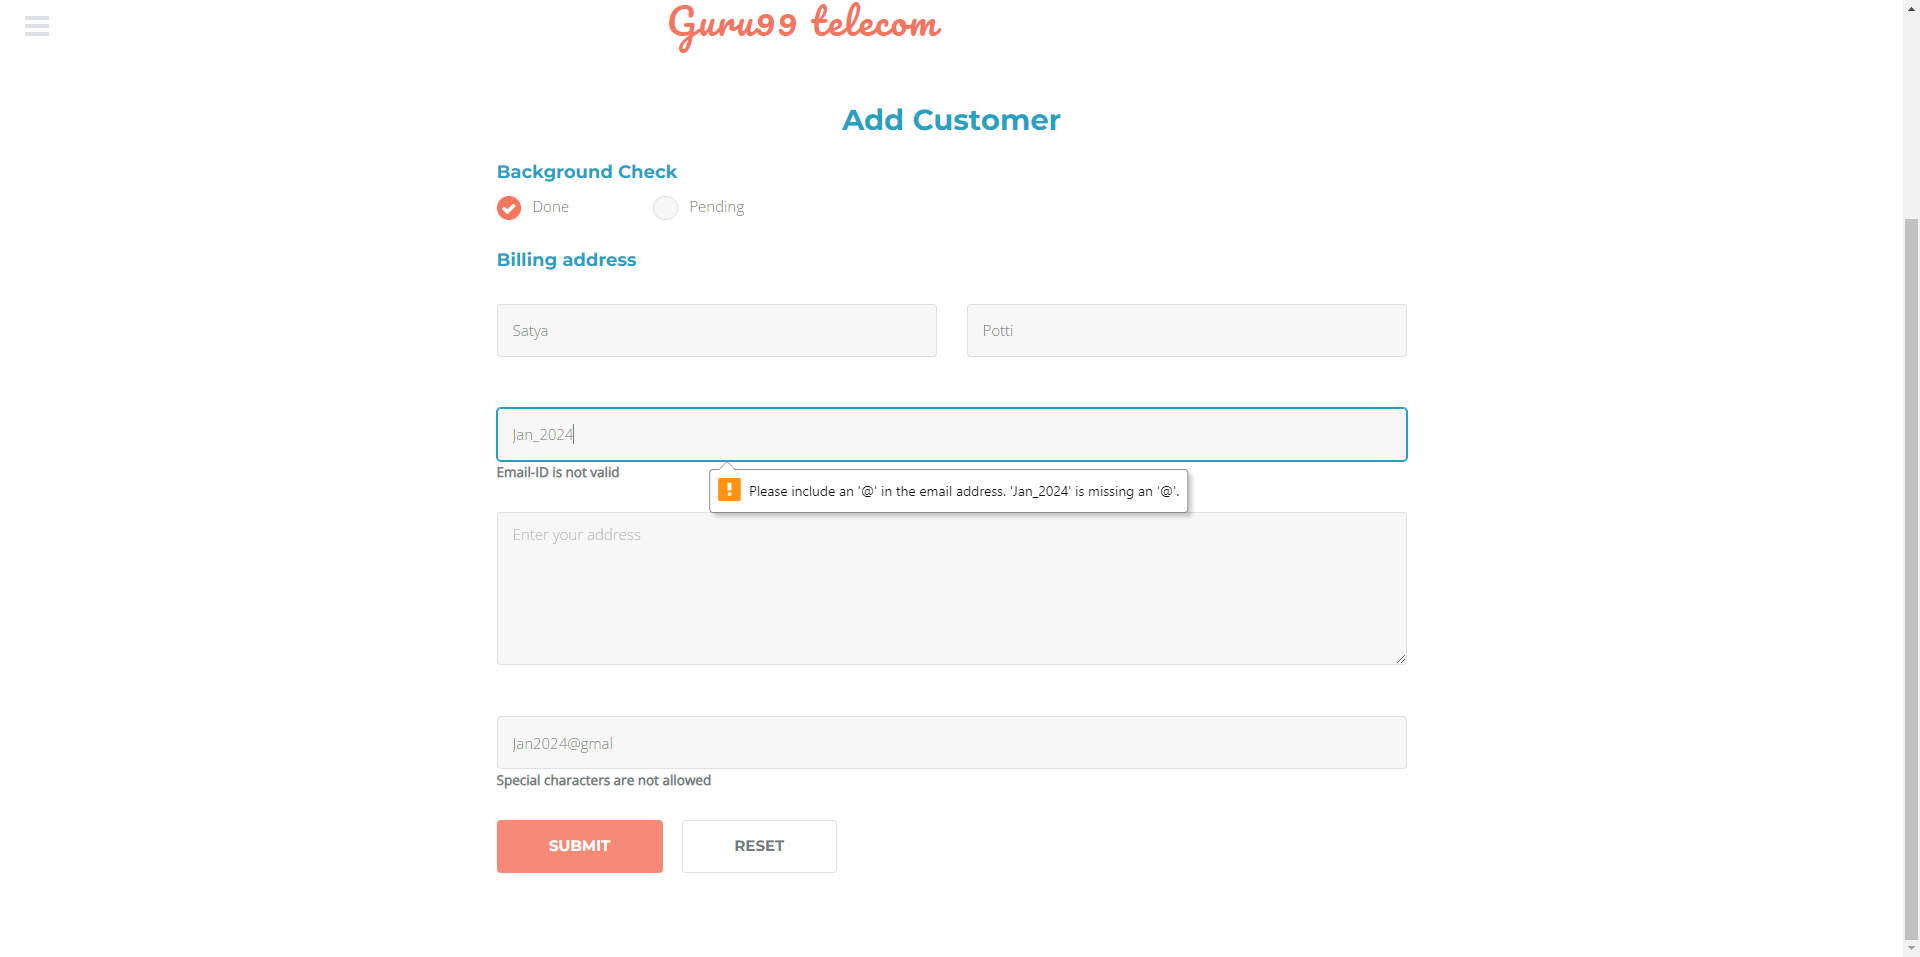 Guru99 telecom
Add Customer
Background Check
Done Pending
Billing address
Satya Potti
Jan_2024
Email-ID is not valid
Please include an '@' in the email address. 'Jan_2024' is missing an '@'.
Enter your address
Jan2024@gmal
Special characters are not allowed
SUBMIT RESET